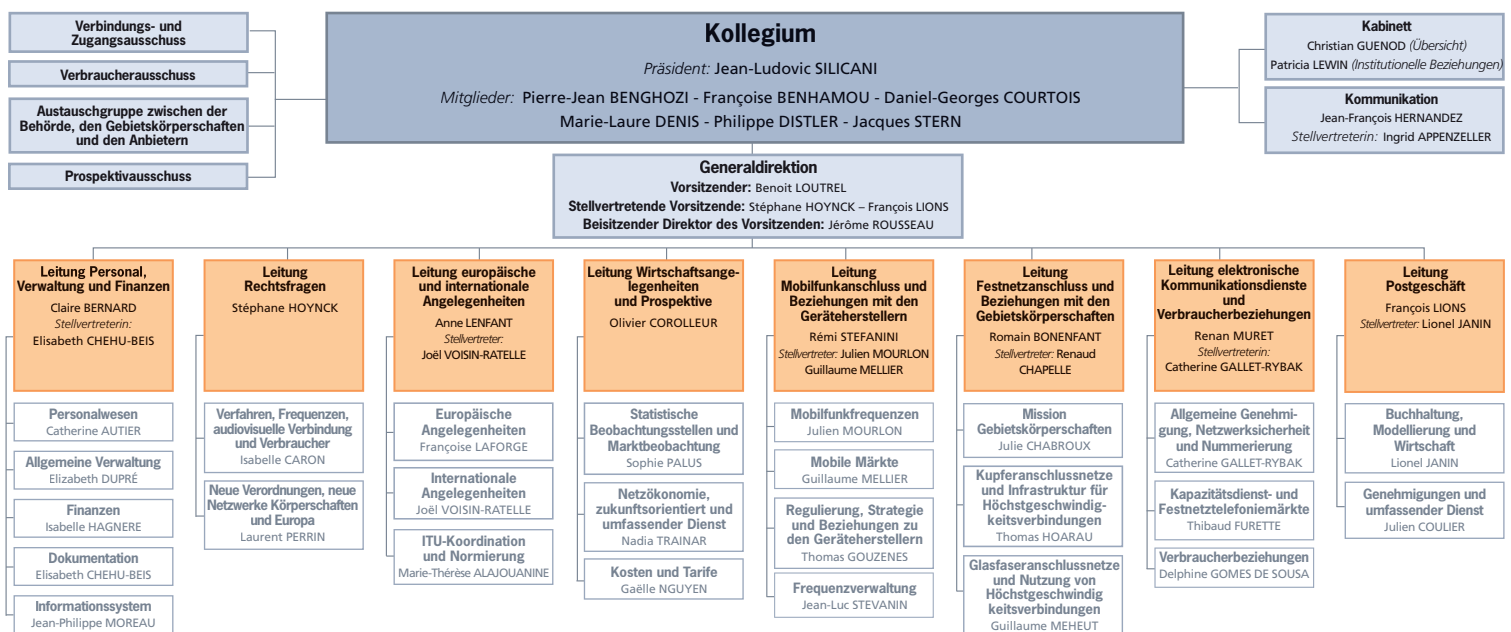 Verbindungs- und
Zugangsausschuss
Verbraucherausschuss
Austauschgruppe zwischen der
Behörde, den Gebietskörperschaften
und den Anbietern
Prospektivausschuss
Kollegium
Präsident: Jean-Ludovic SILICANI
Mitglieder: Pierre-Jean BENGHOZI - Françoise BENHAMOU - Daniel-Georges COURTOIS
Marie-Laure DENIS - Philippe DISTLER - Jacques STERN
Kabinett
Christian GUENOD (Übersicht)
Patricia LEWIN (Institutionelle Beziehungen)
Kommunikation
Jean-François HERNANDEZ
Stellvertreterin: Ingrid APPENZELLER
Generaldirektion
Vorsitzender: Benoit LOUTREL
Stellvertretende Vorsitzende: Stéphane HOYNCK – François LIONS
Beisitzender Direktor des Vorsitzenden: Jérôme ROUSSEAU
Leitung Personal,
Verwaltung und Finanzen
Claire BERNARD
Stellvertreterin:
Elisabeth CHEHU-BEIS
Personalwesen
Catherine AUTIER
Allgemeine Verwaltung
Elizabeth DUPRÉ
Finanzen
Isabelle HAGNERE
Dokumentation
Elisabeth CHEHU-BEIS
Informationssystem
Jean-Philippe MOREAU
Leitung
Rechtsfragen
Stéphane HOYNCK
Verfahren, Frequenzen,
audiovisuelle Verbindung
und Verbraucher
Isabelle CARON
Neue Verordnungen, neue
Netzwerke Körperschaften
und Europa
Laurent PERRIN
Leitung europäische
und internationale
Angelegenheiten
Anne LENFANT
Stellvertreter:
Joël VOISIN-RATELLE
Europäische
Angelegenheiten
Françoise LAFORGE
Internationale
Angelegenheiten
Joël VOISIN-RATELLE
ITU-Koordination
und Normierung
Marie-Thérèse ALAJOUANINE
Leitung Wirtschaftsange-
legenheiten
und Prospektive
Olivier COROLLEUR
Statistische
Beobachtungsstellen und
Marktbeobachtung
Sophie PALUS
Netzökonomie,
zukunftsorientiert und
umfassender Dienst
Nadia TRAINAR
Kosten und Tarife
Gaëlle NGUYEN
Leitung
Mobilfunkanschluss und
Beziehungen mit den
Geräteherstellern
Rémi STEFANINI
Stellvertreter: Julien MOURLON
Guillaume MELLIER
Mobilfunkfrequenzen
Julien MOURLON
Mobile Märkte
Guillaume MELLIER
Regulierung, Strategie
und Beziehungen zu
den Geräteherstellern
Thomas GOUZENES
Frequenzverwaltung
Jean-Luc STEVANIN
Leitung
Festnetzanschluss und
Beziehungen mit den
Gebietskörperschaften
Romain BONENFANT
Stellvertreter: Renaud
CHAPELLE
Mission
Gebietskörperschaften
Julie CHABROUX
Kupferanschlussnetze
und Infrastruktur für
Höchstgeschwindig-
keitsverbindungen
Thomas HOARAU
Glasfaseranschlussnetze
und Nutzung von
Höchstgeschwindig
keitsverbindungen
Guillaume MEHEUT
Leitung elektronische
Kommunikationsdienste
und
Verbraucherbeziehungen
Renan MURET
Stellvertreterin:
Catherine GALLET-RYBAK
Allgemeine Genehmi-
gung, Netzwerksicherheit
und Nummerierung
Catherine GALLET-RYBAK
Kapazitätsdienst- und
Festnetztelefoniemärkte
Thibaud FURETTE
Verbraucherbeziehungen
Delphine GOMES DE SOUSA
Leitung
Postgeschäft
François LIONS
Stellvertreter: Lionel JANIN
Buchhaltung,
Modellierung und
Wirtschaft
Lionel JANIN
Genehmigungen und
umfassender Dienst
Julien COULIER